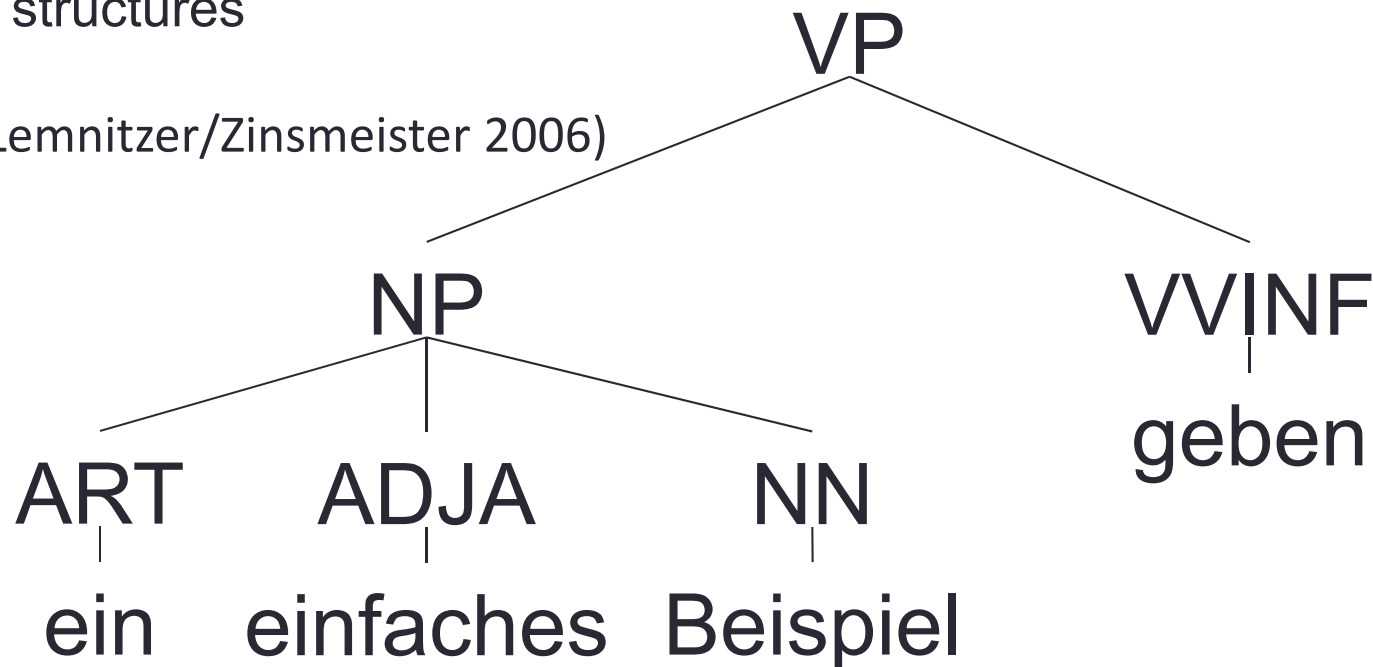 structures
Lemnitzer/Zinsmeister 2006)
VP
NP VVINF
geben
ART ADJA NN
ein einfaches Beispiel